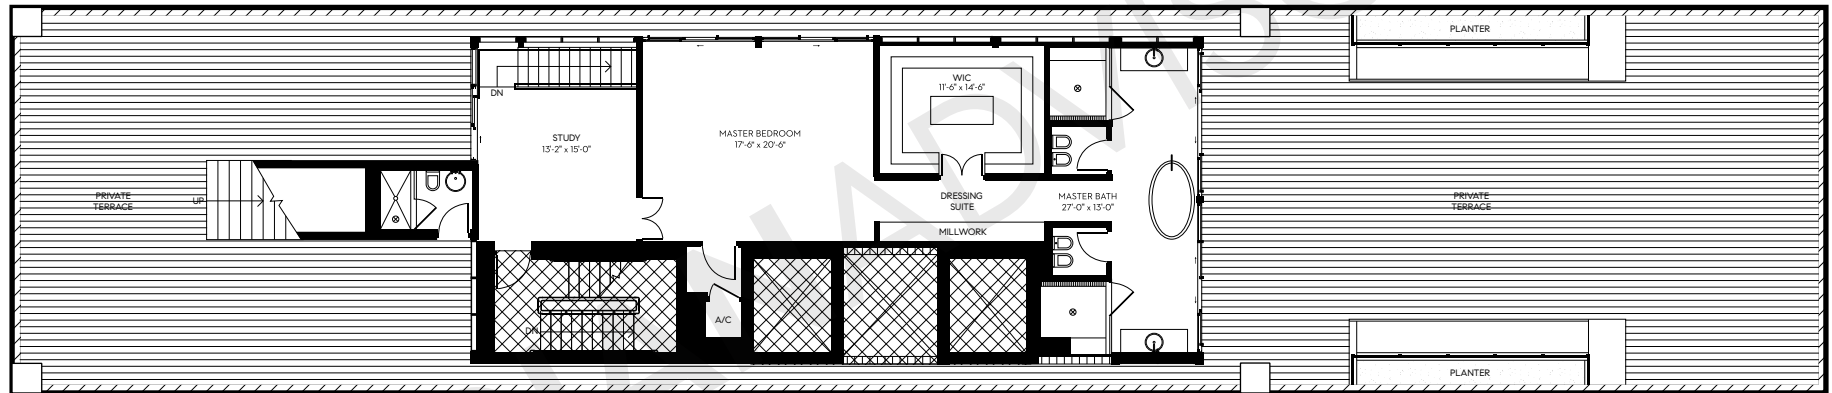 PLANTER
WIC
11'-6" x 14'-6"
DN
STUDY
13'-2" x 15'-0"
MASTER BEDROOM
17'-6" x 20'-6"
PRIVATE
TERRACE
UP
DRESSING
SUITE
MASTER BATH
27'-0" x 13'-0"
PRIVATE
TERRACE
MILLWORK
A/C
DN
PLANTER